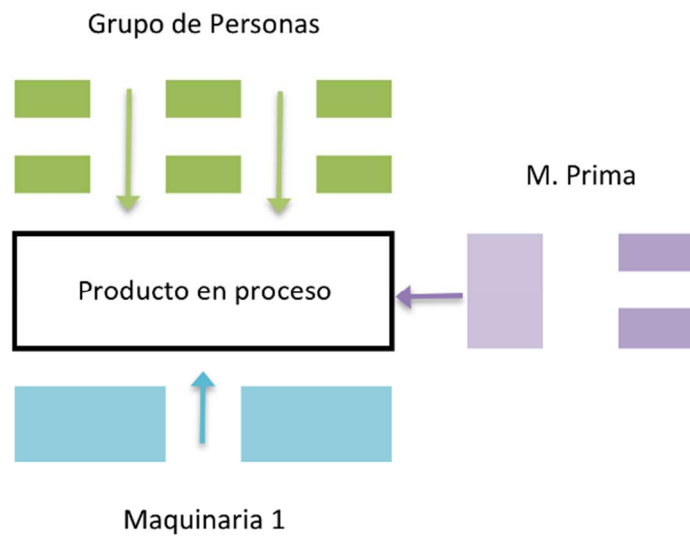 Grupo de Personas
M. Prima
Producto en proceso
Maquinaria 1